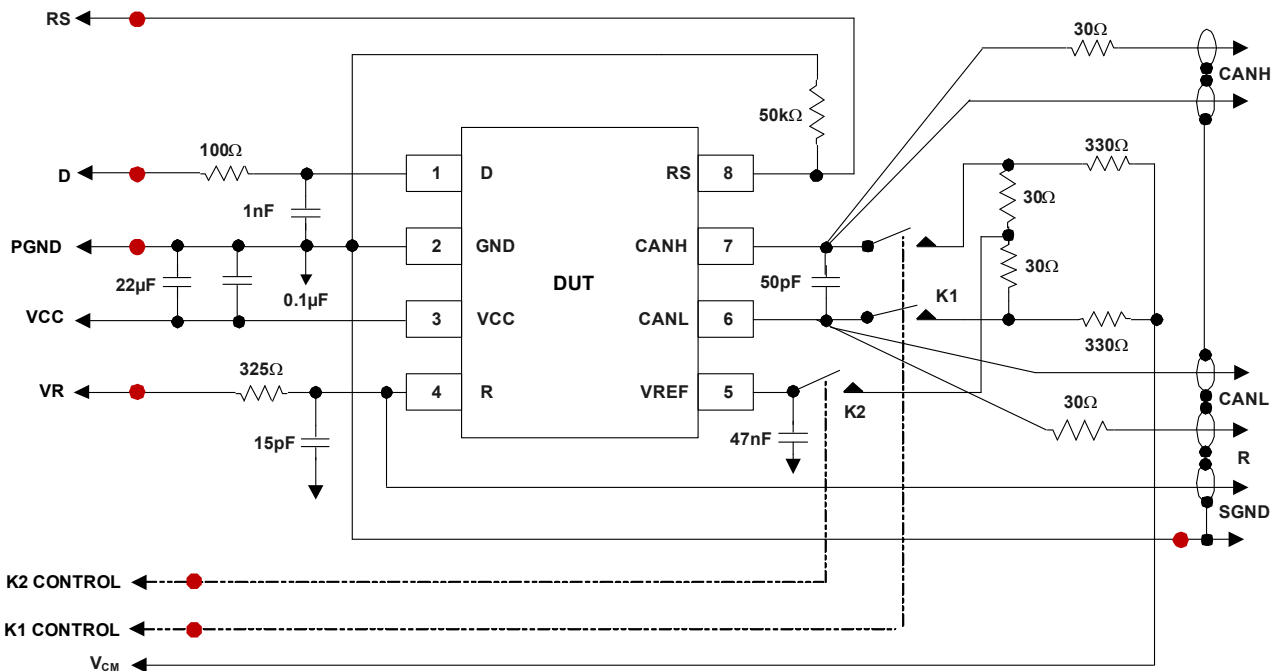 RS
30Ω
CANH
50kΩ
100Ω
330Ω
D
1
D
RS
8
1nF
30Ω
PGND
2
GND
CANH
7
22µF
0.1µF
DUT
50pF
30Ω
K1
VCC
3
VCC
CANL
6
330Ω
325Ω
VR
4
R
VREF
5
K2
30Ω
CANL
15pF
47nF
R
SGND
K2 CONTROL
K1 CONTROL
VCM